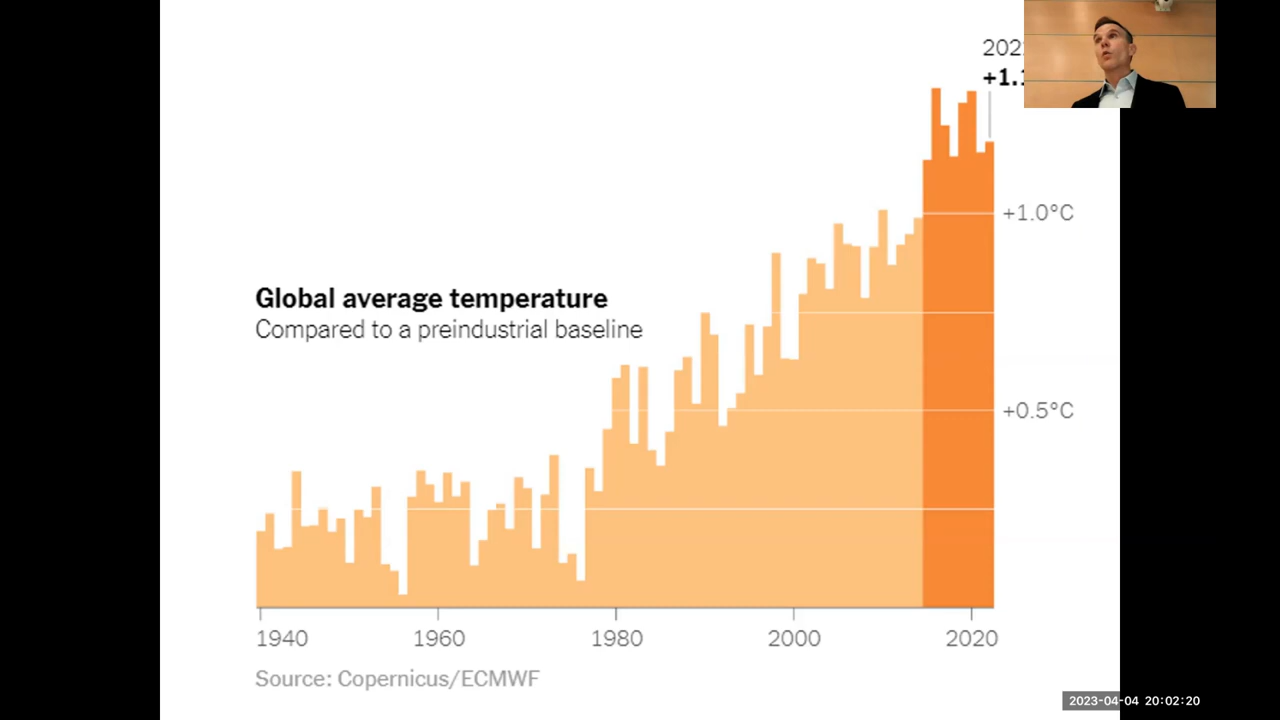 +1.0°C
Global average temperature
Compared to a preindustrial baseline
+0.5°C
1940 1960 1980 2000 2020
Source: Copernicus/ECMWF
2023-04-04 20:02:20